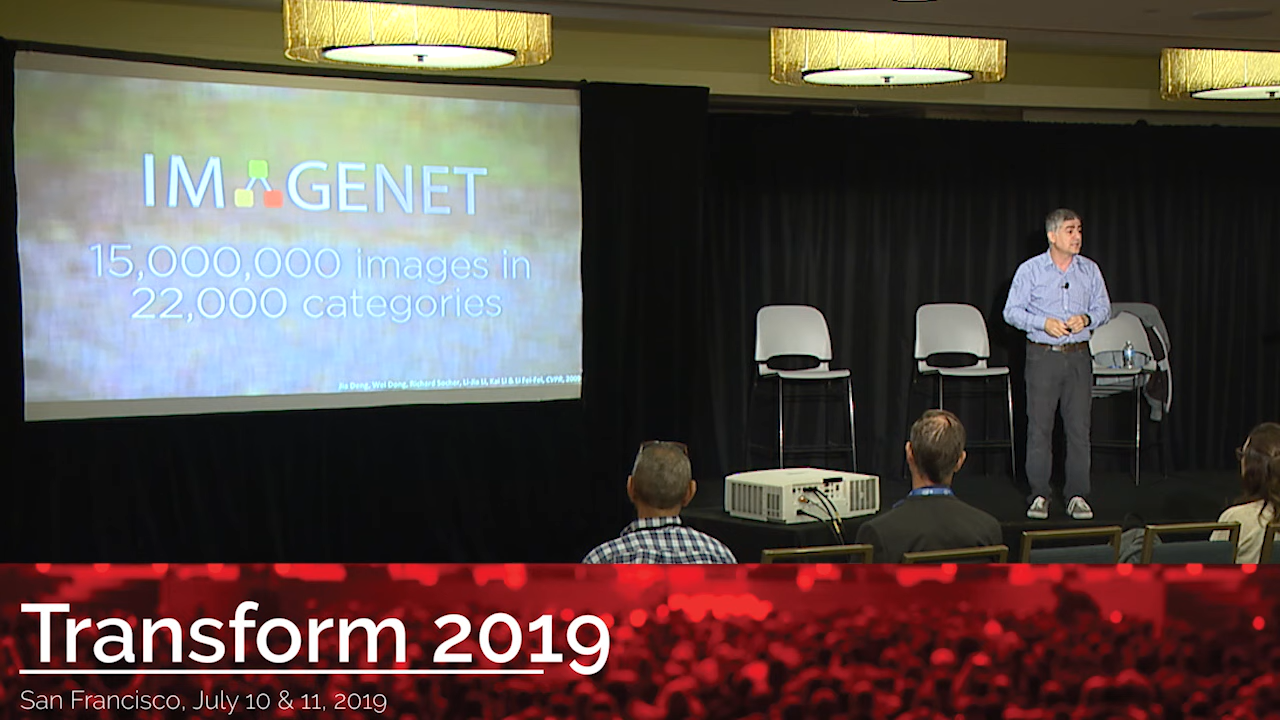 IMAGENET
15,000,000 images in
22,000 categories
Jia Deng, Wei Dong, Richard Socher, Li-Jia Li, Kai Li & Li Fei-Fei, CVPR, 2009
Transform 2019
San Francisco, July 10 & 11, 2019